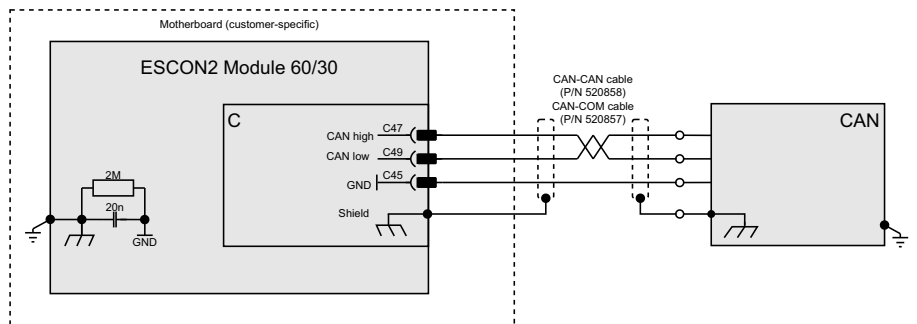 Motherboard (customer-specific)
ESCON2 Module 60/30
CAN-CAN cable
(P/N 520858)
CAN-COM cable
(P/N 520857)
C
CAN
CAN high
C47
CAN low
C49
GND
C45
Shield
2M
20n
GND